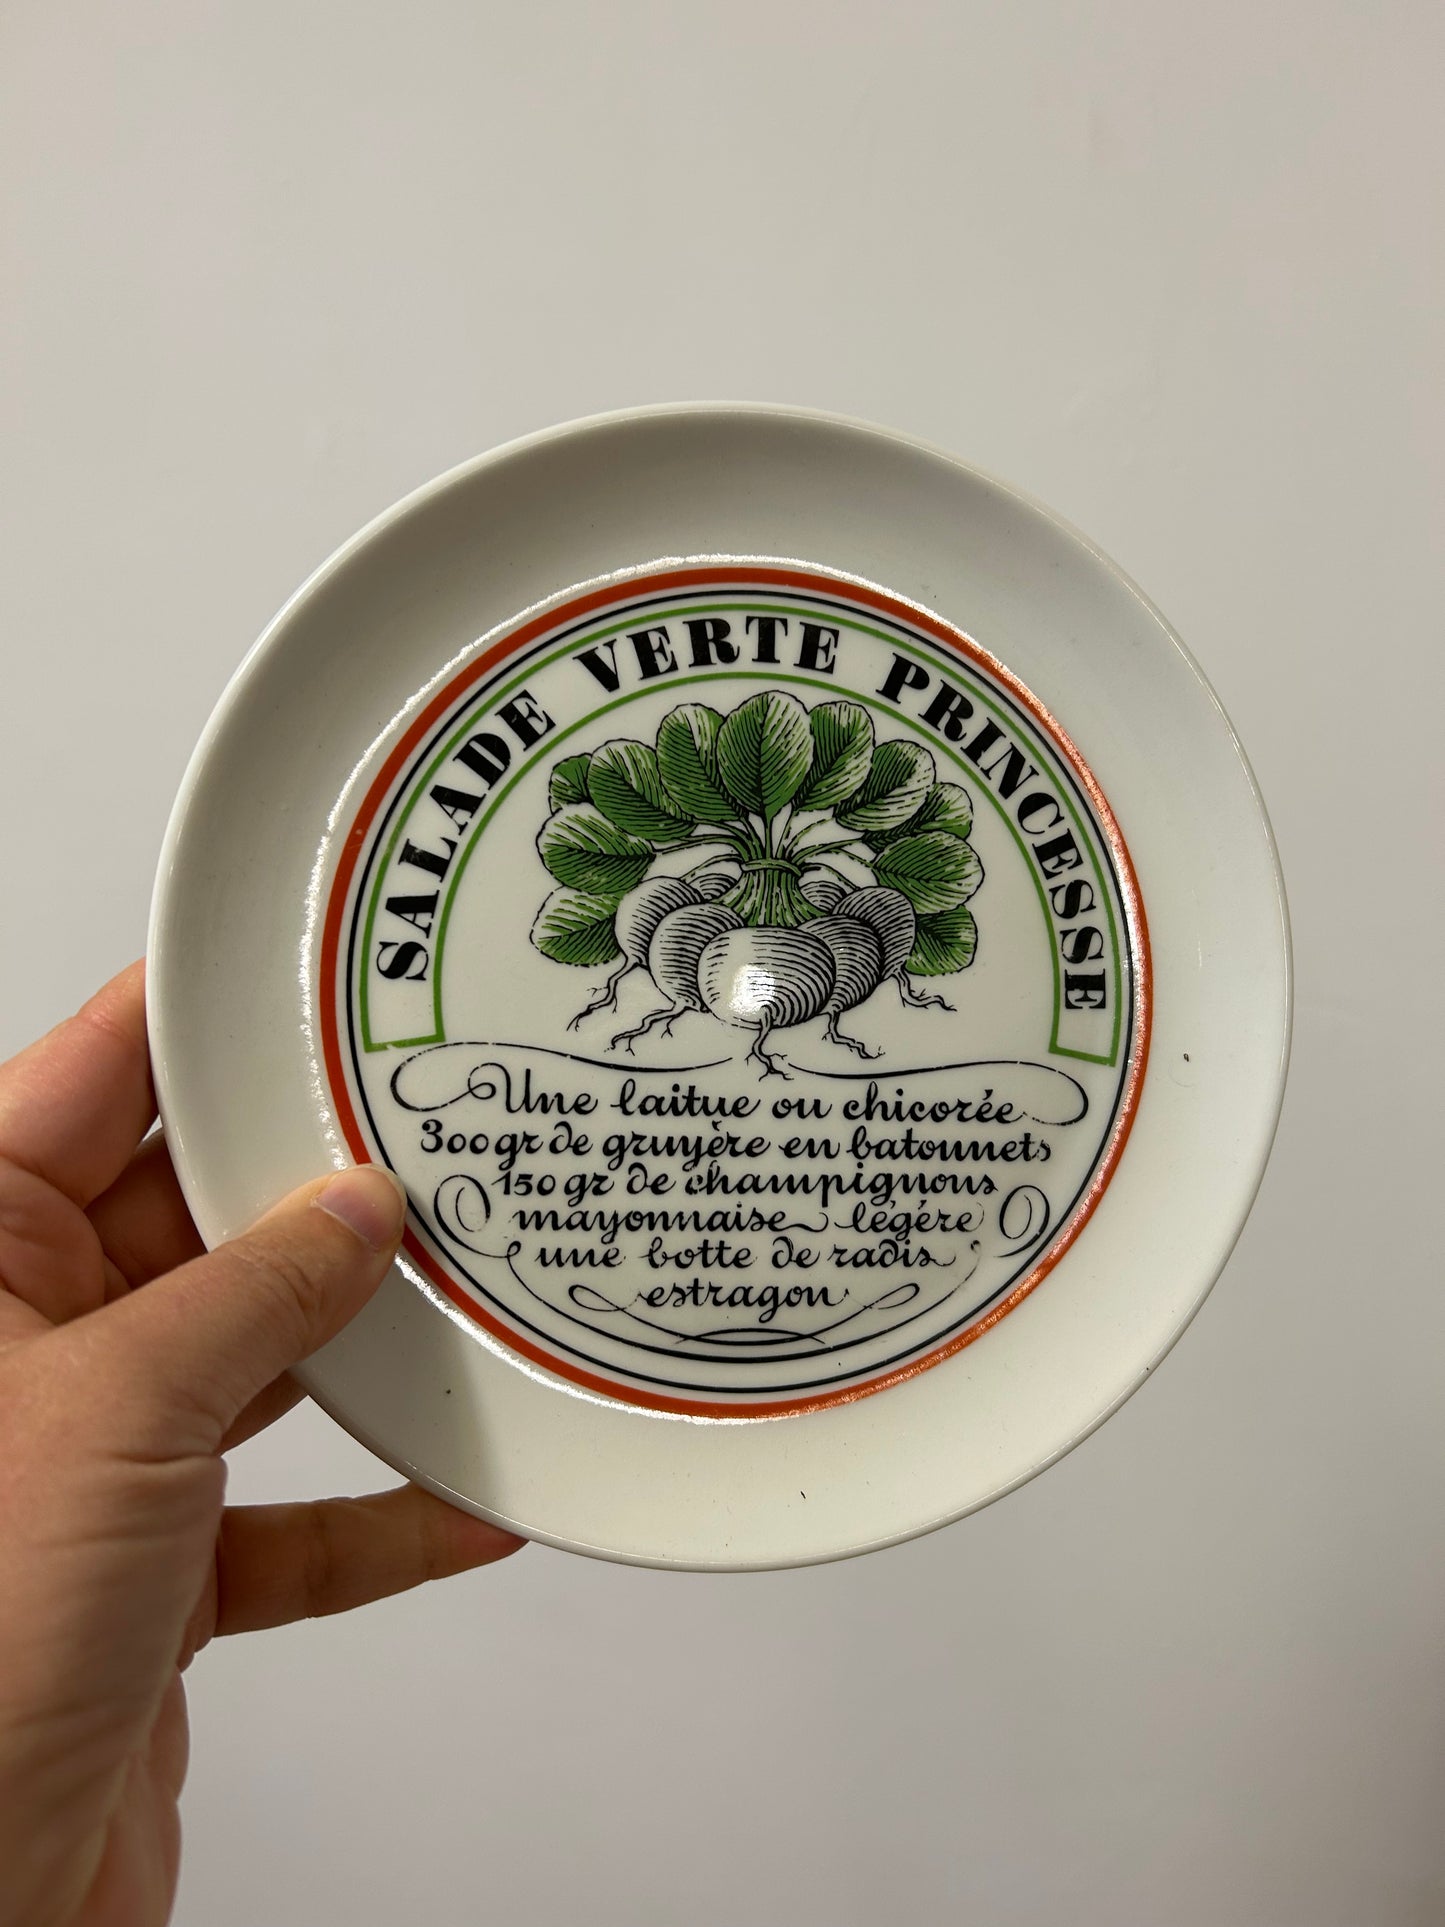 SALADE VERTE PRINCESSE
Une laitue ou chicorée
300 gr de gruyère en batonnets
150 gr de champignons
mayonnaise légére
une botte de radis
estragon